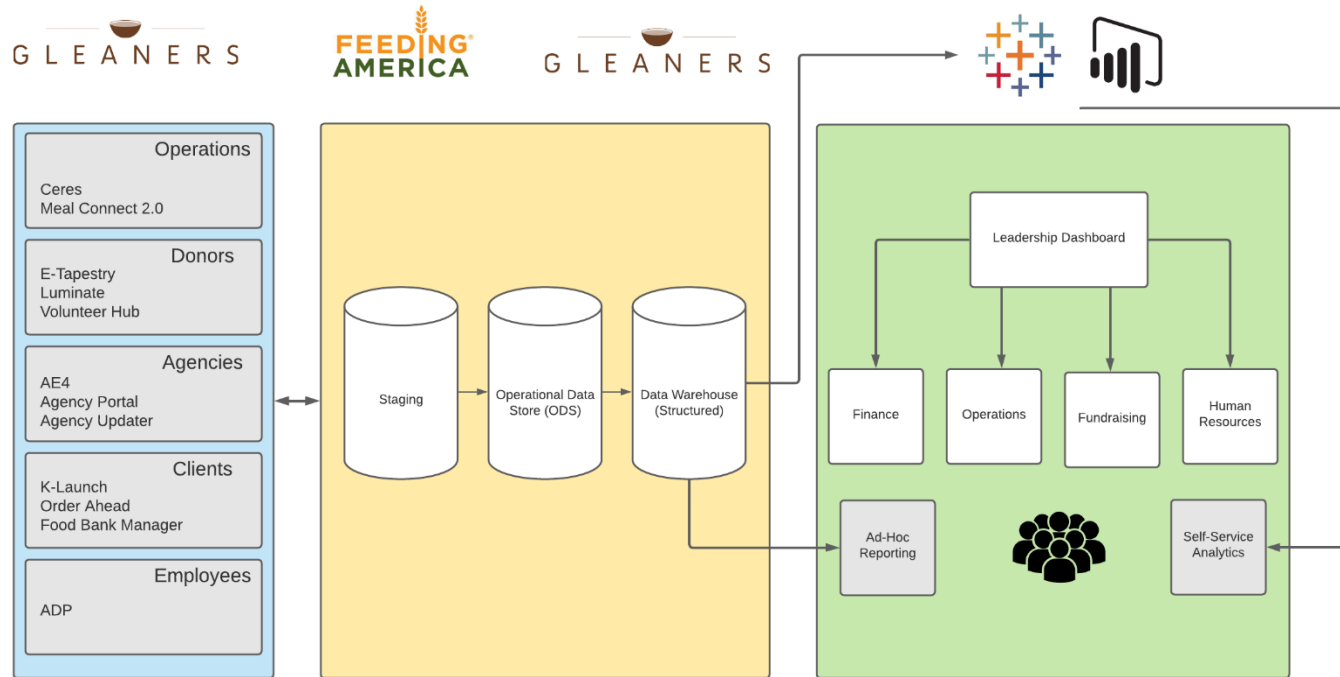 GLEANERS
FEEDING®
AMERICA
GLEANERS
Operations
Ceres
Meal Connect 2.0
Donors
E-Tapestry
Luminate
Volunteer Hub
Agencies
AE4
Agency Portal
Agency Updater
Clients
K-Launch
Order Ahead
Food Bank Manager
Employees
ADP
Staging
Operational Data
Store (ODS)
Data Warehouse
(Structured)
Leadership Dashboard
Finance
Operations
Fundraising
Human
Resources
Ad-Hoc
Reporting
Self-Service
Analytics